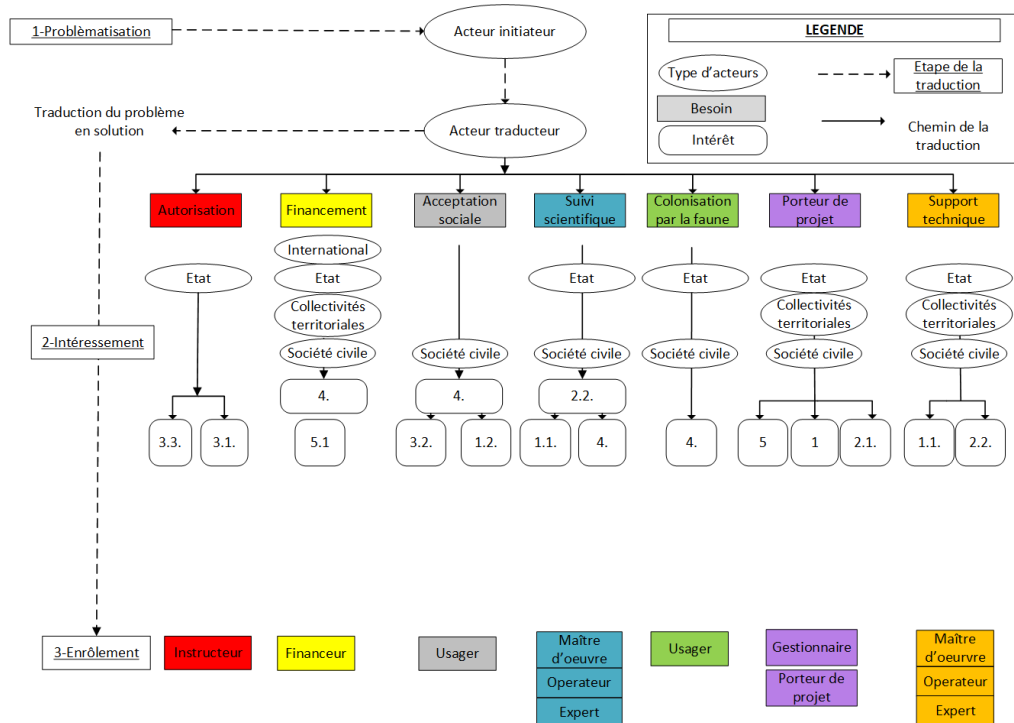 1-Problèmatisation
Acteur initiateur
LEGENDE
Type d'acteurs
Etape de la
traduction
Besoin
Intérêt
Chemin de la
traduction
Traduction du problème
en solution
Acteur traducteur
Autorisation
Financement
Acceptation
sociale
Suivi
scientifique
Colonisation
par la faune
Porteur de
projet
Support
technique
International
Etat
Etat
Etat
Etat
Etat
Etat
Collectivités
territoriales
Collectivités
territoriales
Collectivités
territoriales
2-Intéressement
Société civile
Société civile
Société civile
Société civile
Société civile
Société civile
4.
4.
2.2.
3.3.
3.1.
5.1
3.2.
1.2.
1.1.
4.
4.
5
1
2.1.
1.1.
2.2.
3-Enrôlement
Instructeur
Financeur
Usager
Maître
d'oeuvre
Operateur
Expert
Usager
Gestionnaire
Porteur de
projet
Maître
d'oeurvre
Operateur
Expert